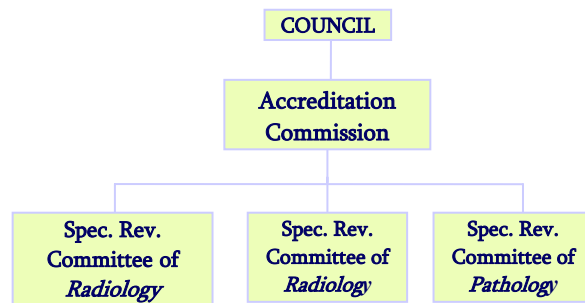 COUNCIL
Accreditation
Commission
Spec. Rev.
Committee of
Radiology
Spec. Rev.
Committee of
Radiology
Spec. Rev.
Committee of
Pathology